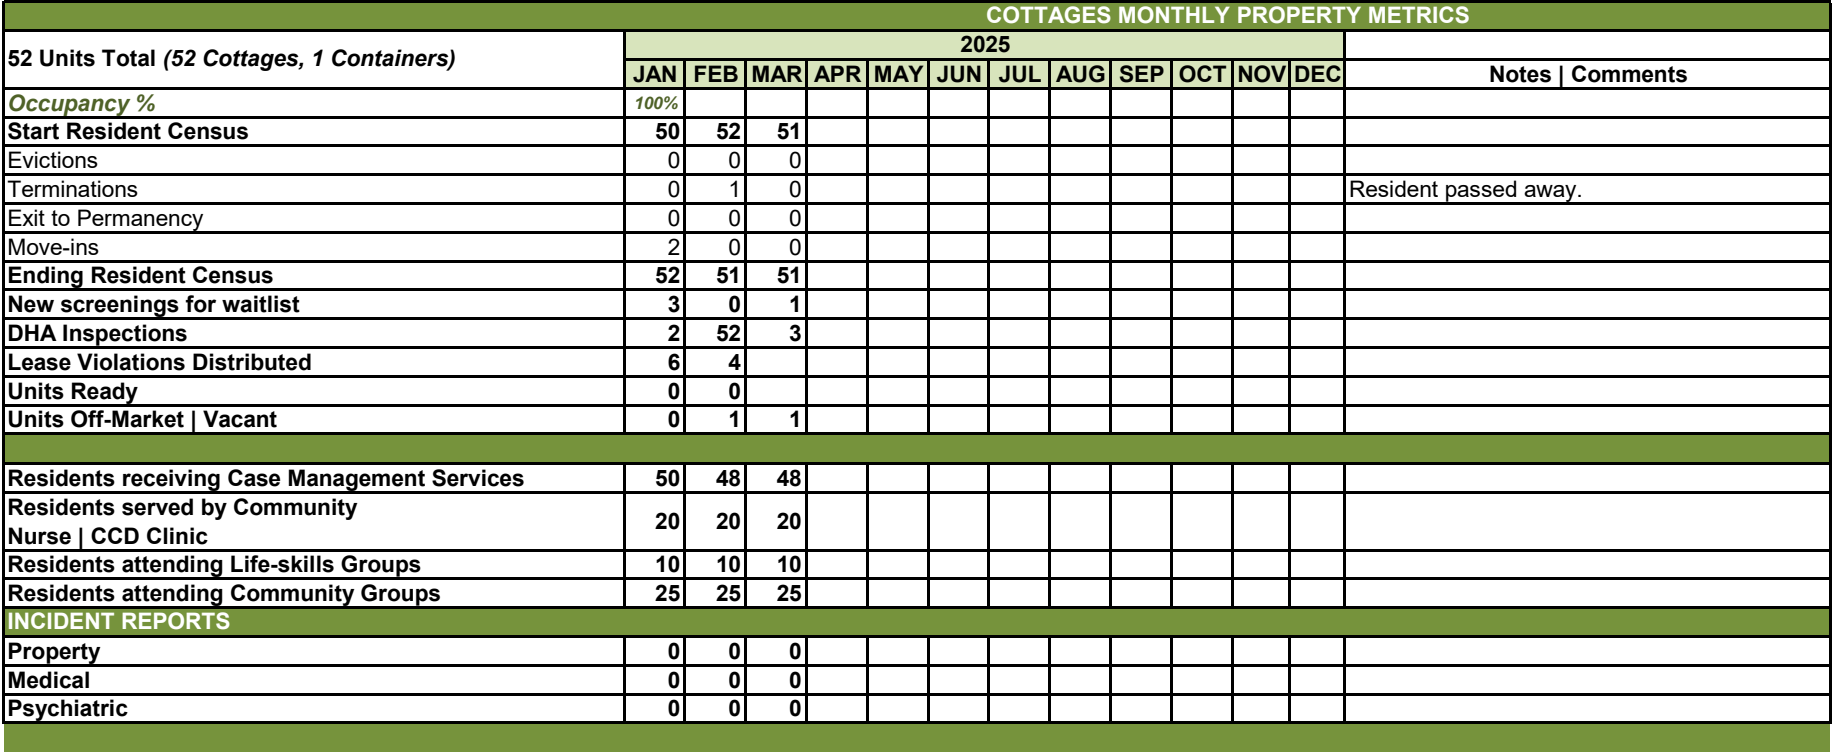 COTTAGES MONTHLY PROPERTY METRICS
52 Units Total (52 Cottages, 1 Containers)
2025
JAN FEB MAR APR MAY JUN JUL AUG SEP OCT NOV DEC Notes | Comments
Occupancy % 100%
Start Resident Census 50 52 51
Evictions 0 0 0
Terminations 0 1 0 Resident passed away.
Exit to Permanency 0 0 0
Move-ins 2 0 0
Ending Resident Census 52 51 51
New screenings for waitlist 3 0 1
DHA Inspections 2 52 3
Lease Violations Distributed 6 4
Units Ready 0 0
Units Off-Market | Vacant 0 1 1
Residents receiving Case Management Services 50 48 48
Residents served by Community
Nurse | CCD Clinic 20 20 20
Residents attending Life-skills Groups 10 10 10
Residents attending Community Groups 25 25 25
INCIDENT REPORTS
Property 0 0 0
Medical 0 0 0
Psychiatric 0 0 0